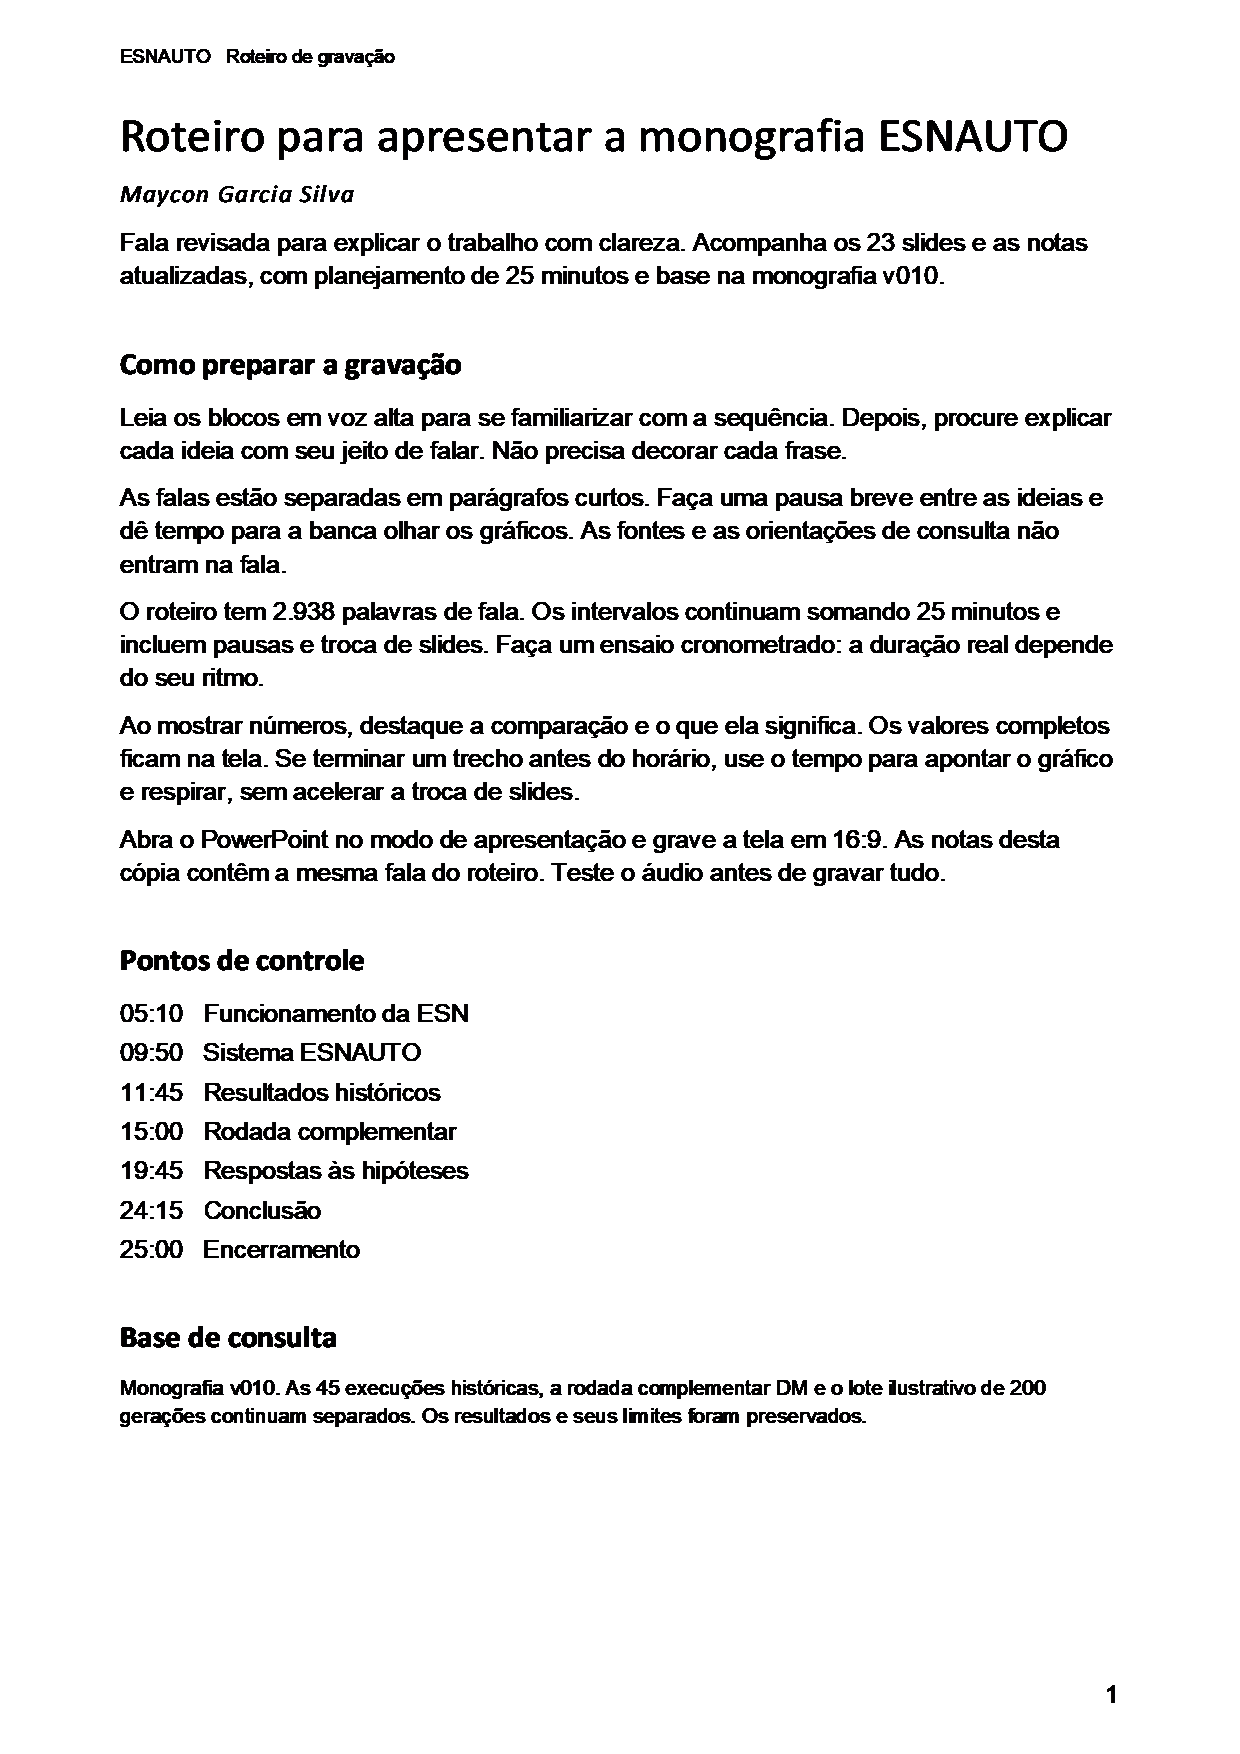 ESNAUTO Roteiro de gravação
Roteiro para apresentar a monografia ESNAUTO
Maycon Garcia Silva
Fala revisada para explicar o trabalho com clareza. Acompanha os 23 slides e as notas
atualizadas, com planejamento de 25 minutos e base na monografia v010.
Como preparar a gravação
Leia os blocos em voz alta para se familiarizar com a sequência. Depois, procure explicar
cada ideia com seu jeito de falar. Não precisa decorar cada frase.
As falas estão separadas em parágrafos curtos. Faça uma pausa breve entre as ideias e
dê tempo para a banca olhar os gráficos. As fontes e as orientações de consulta não
entram na fala.
O roteiro tem 2.938 palavras de fala. Os intervalos continuam somando 25 minutos e
incluem pausas e troca de slides. Faça um ensaio cronometrado: a duração real depende
do seu ritmo.
Ao mostrar números, destaque a comparação e o que ela significa. Os valores completos
ficam na tela. Se terminar um trecho antes do horário, use o tempo para apontar o gráfico
e respirar, sem acelerar a troca de slides.
Abra o PowerPoint no modo de apresentação e grave a tela em 16:9. As notas desta
cópia contêm a mesma fala do roteiro. Teste o áudio antes de gravar tudo.
Pontos de controle
05:10 Funcionamento da ESN
09:50 Sistema ESNAUTO
11:45 Resultados históricos
15:00 Rodada complementar
19:45 Respostas às hipóteses
24:15 Conclusão
25:00 Encerramento
Base de consulta
Monografia v010. As 45 execuções históricas, a rodada complementar DM e o lote ilustrativo de 200
gerações continuam separados. Os resultados e seus limites foram preservados.
1